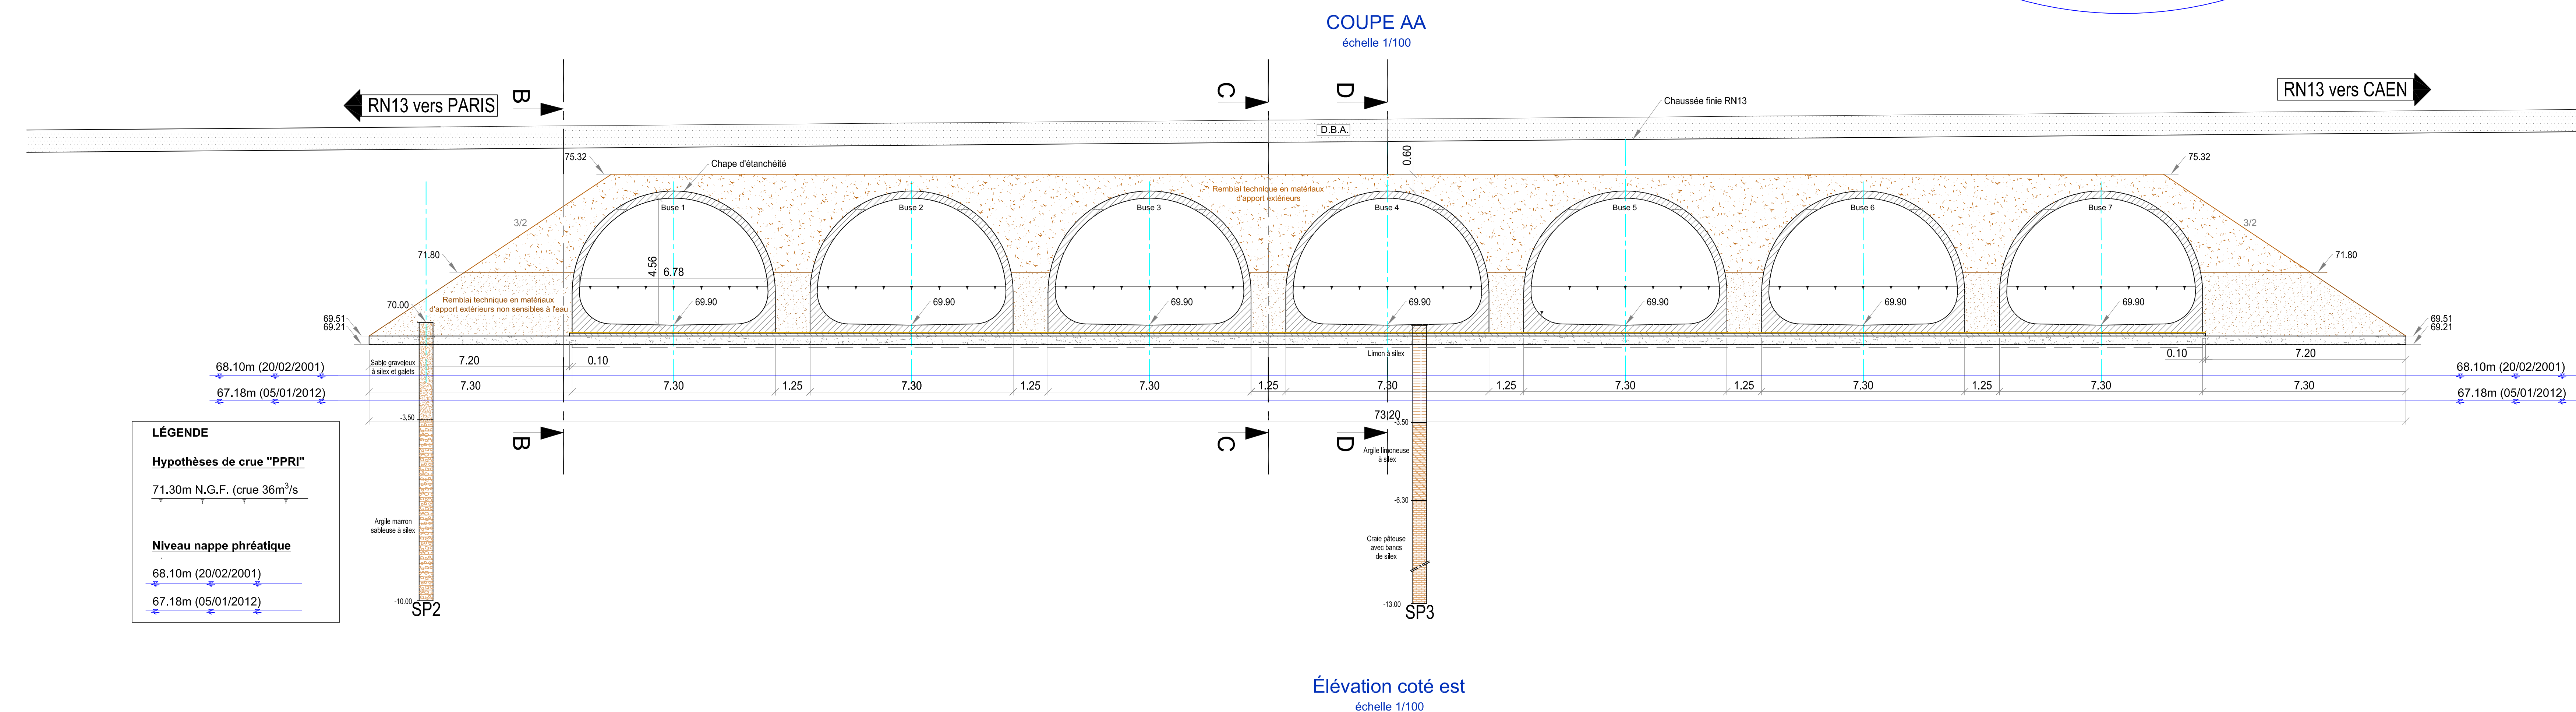 COUPE AA
échelle 1/100
RN13 vers PARIS
B
C
D
RN13 vers CAEN
Chaussée finie RN13
D.B.A.
75.32
Chape d'étanchéité
0.60
75.32
Remblai technique en matériaux
d'apport extérieurs
Buse 1
Buse 2
Buse 3
Buse 4
Buse 5
Buse 6
Buse 7
3/2
3/2
71.80
71.80
4.56
6.78
Remblai technique en matériaux
d'apport extérieurs non sensibles à l'eau
70.00
69.90
69.90
69.90
69.90
69.90
69.90
69.90
69.51
69.21
69.51
69.21
Sable graveleux
à silex et galets
Limon à silex
7.20
0.10
0.10
7.20
68.10m (20/02/2001)
68.10m (20/02/2001)
7.30
7.30
1.25
7.30
1.25
7.30
1.25
7.30
1.25
7.30
1.25
7.30
1.25
7.30
7.30
67.18m (05/01/2012)
67.18m (05/01/2012)
73.20
-3.50
-3.50
B
C
D
LÉGENDE
Hypothèses de crue "PPRI"
71.30m N.G.F. (crue 36m³/s
Niveau nappe phréatique
68.10m (20/02/2001)
67.18m (05/01/2012)
Argile marron
sableuse à silex
-10.00
SP2
Argile limoneuse
à silex
-6.30
Craie pâteuse
avec bancs
de silex
-13.00
SP3
Élévation coté est
échelle 1/100